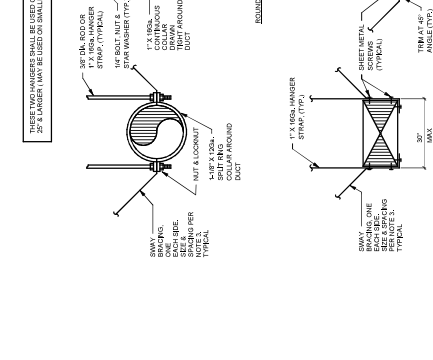 THESE TWO HANGERS SHALL BE USED
25" & LARGER ( MAY BE USED ON
3/8" DIA. ROD OR
1" X 16Ga. HANGER
STRAP, (TYPICAL)
1/4" BOLT, NUT &
STAR WASHER (TYP.)
1" X 16Ga.
CONTINUOUS
COLLAR
DRAWN
TIGHT AROUND
DUCT
ROUND
NUT & LOCKNUT
1-1/8" X 12Ga.
SPLIT RING
COLLAR AROUND
DUCT
SWAY
BRACING, ONE
EACH SIDE.
SIZE &
SPACING PER
NOTE 3.
TYPICAL
1" X 16Ga. HANGER
STRAP, (TYP.)
SHEET METAL
SCREWS
(TYPICAL)
TRIM AT 45°
ANGLE (TYP.)
30"
MAX
SWAY
BRACING, ONE
EACH SIDE.
SIZE & SPACING
PER NOTE 3.
TYPICAL